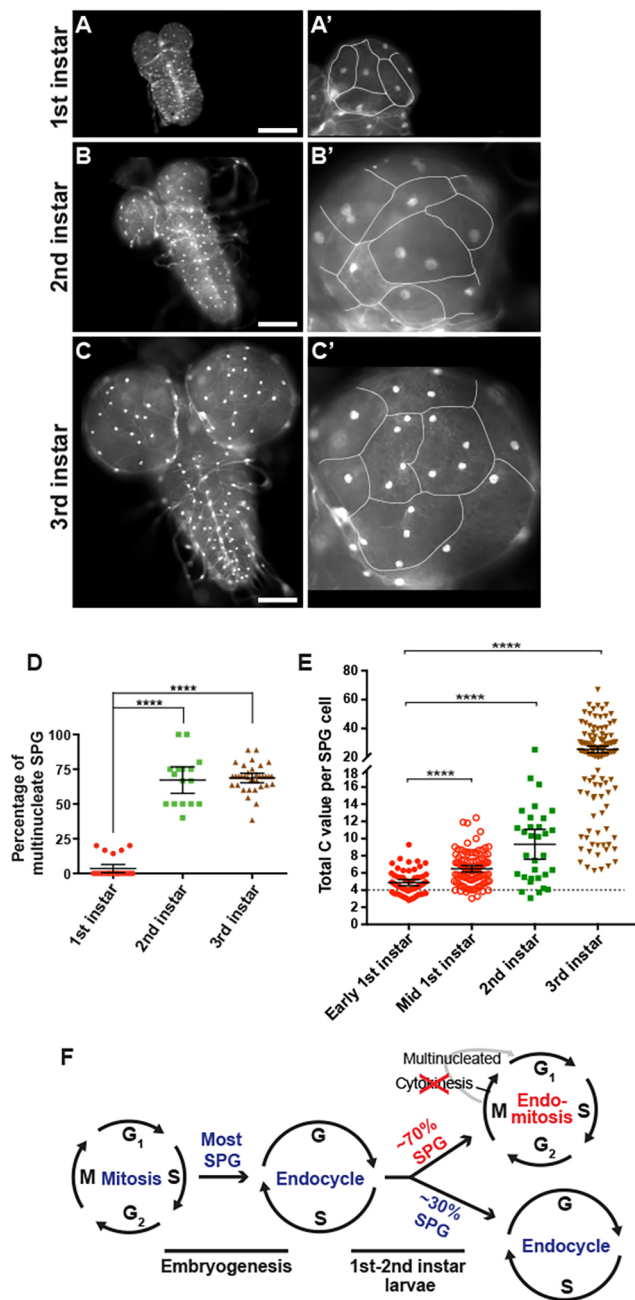 A
A'
1st instar
B
B'
2nd instar
C
C'
3rd instar
D
Percentage of
multinucleate SPG
100
75
50
25
0
****
****
1st instar
2nd instar
3rd instar
E
Total C value per SPG cell
80
60
40
20
18
16
14
12
10
8
6
4
2
0
****
****
****
Early 1st instar
Mid 1st instar
2nd instar
3rd instar
F
G1
M Mitosis S
G2
Most
SPG
G
Endocycle
S
~70%
SPG
~30%
SPG
Multinucleated
Cytokinesis
G1
M Endo-
mitosis S
G2
G
Endocycle
S
Embryogenesis
1st-2nd instar
larvae